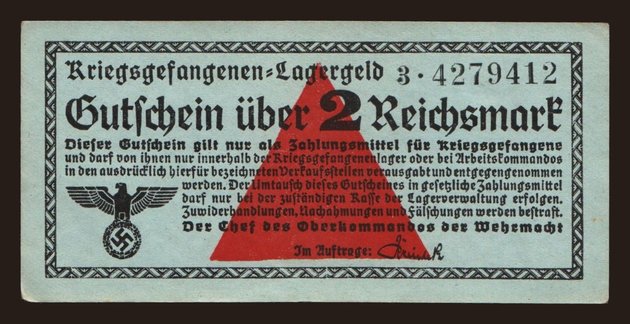 Kriegsgefangenen=Lagergeld 3·4279412
Gutschein über 2 Reichsmark
Dieser Gutschein gilt nur als Zahlungsmittel für Kriegsgefangene
und darf von ihnen nur innerhalb der Kriegsgefangenenlager oder bei Arbeitskommandos
in den ausdrücklich hierfür bezeichneten Verkaufsstellen verausgabt und entgegengenommen
werden. Der Umtausch dieses Gutscheines in gesetzliche Zahlungsmittel
darf nur bei der zuständigen Kasse der Lagerverwaltung erfolgen.
Zuwiderhandlungen, Nachahmungen und Fälschungen werden bestraft.
Der Chef des Oberkommandos der Wehrmacht
Im Auftrage: